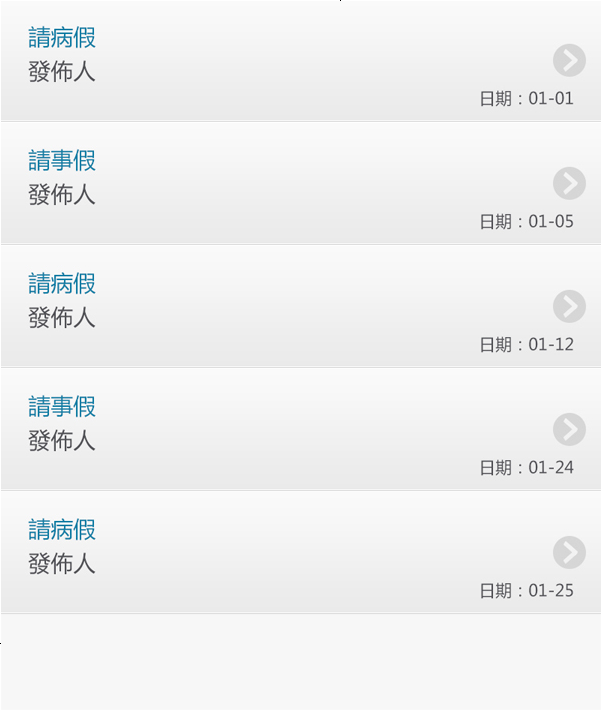 請病假
發佈人
日期：01-01
請事假
發佈人
日期：01-05
請病假
發佈人
日期：01-12
請事假
發佈人
日期：01-24
請病假
發佈人
日期：01-25